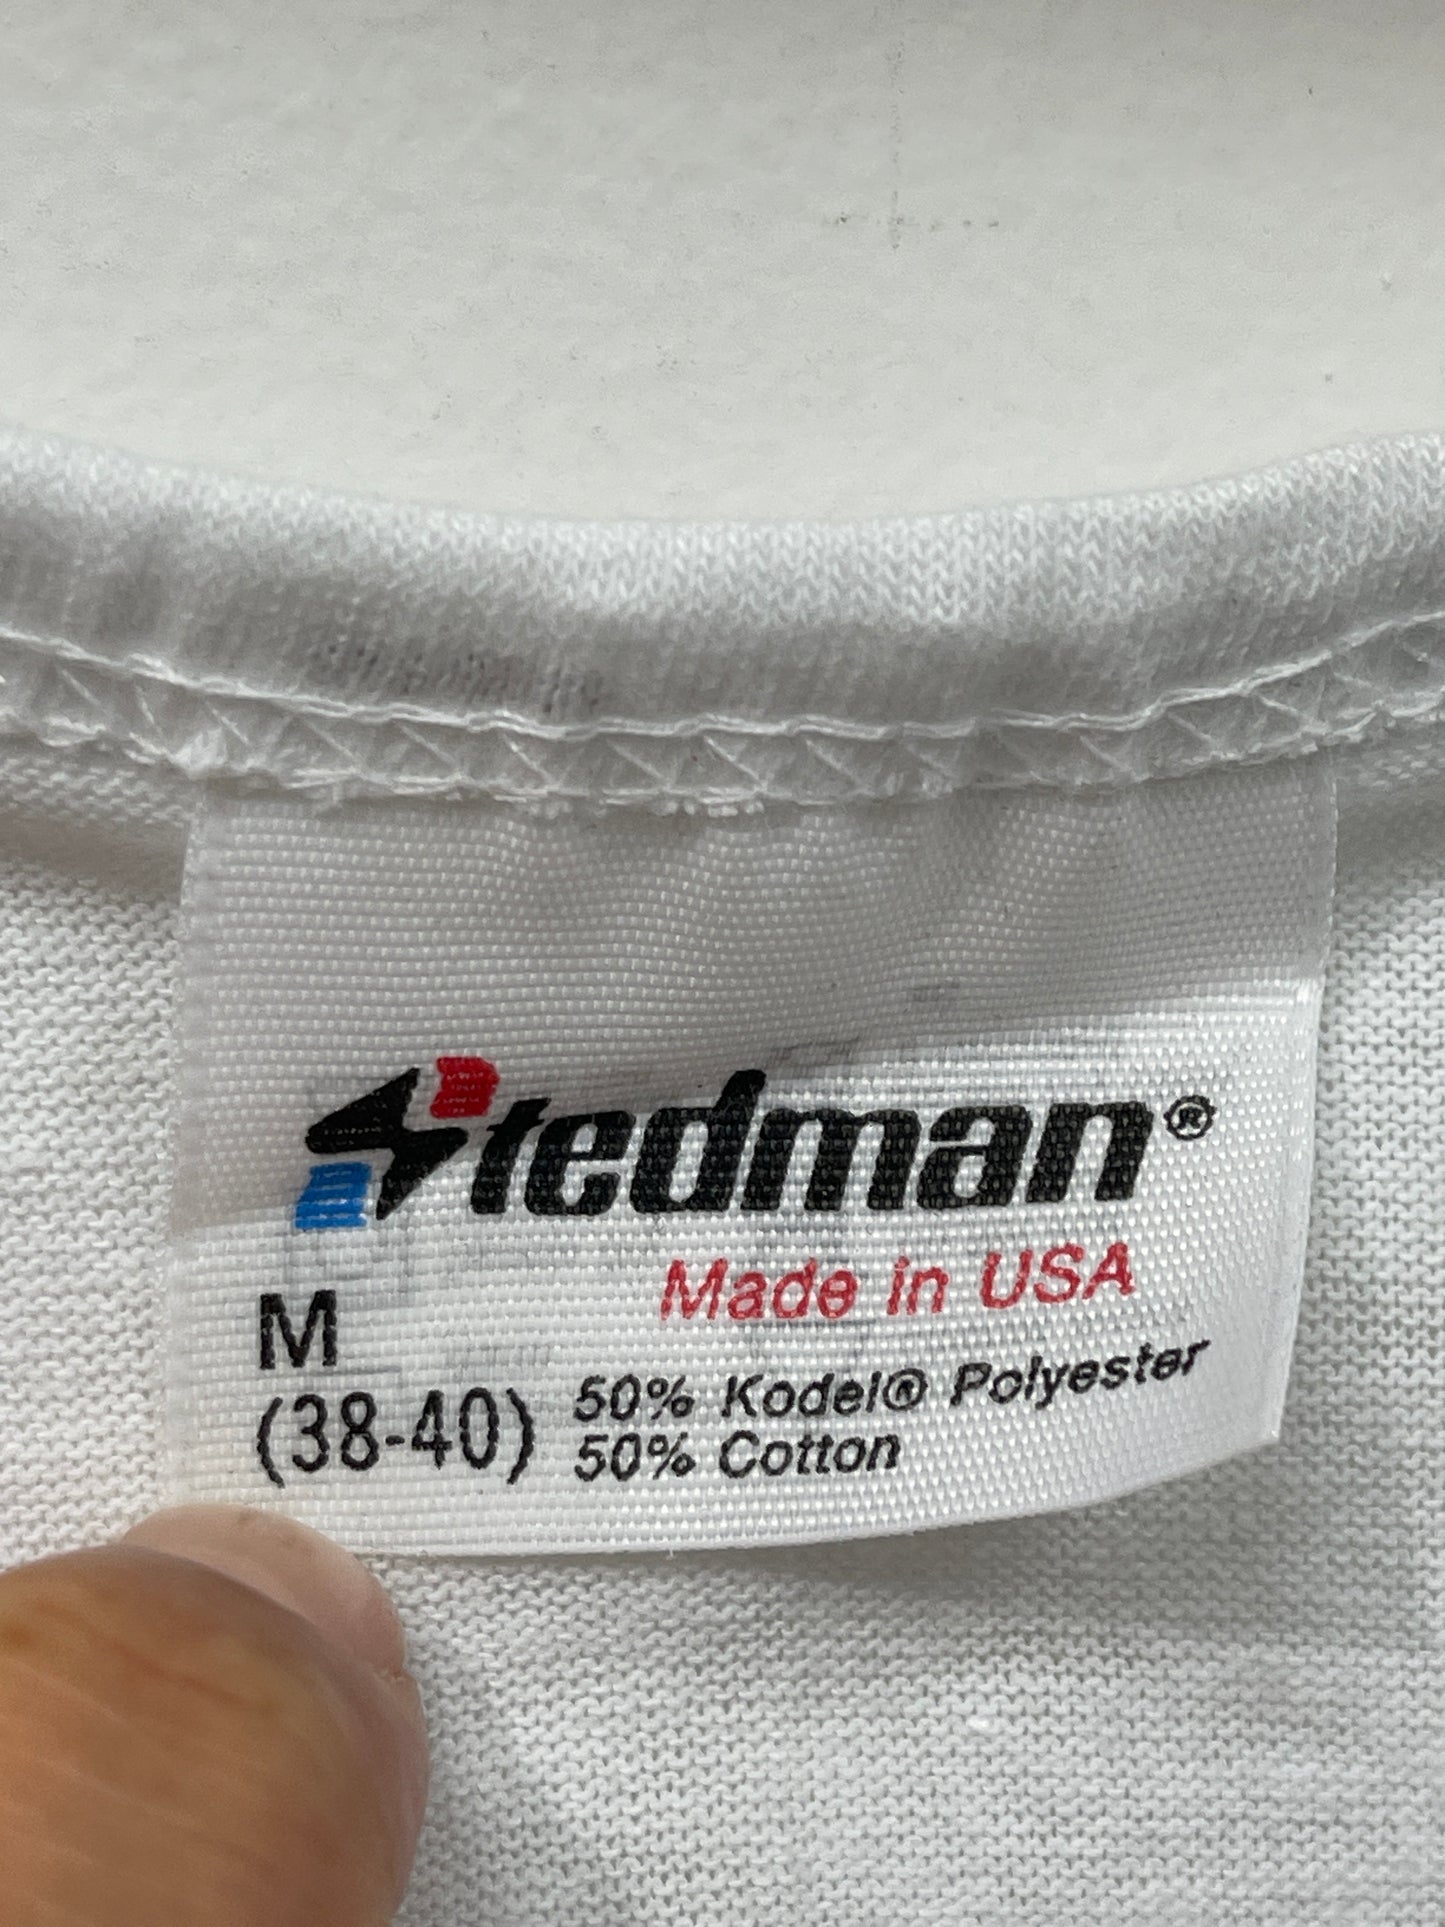 Stedman®
Made in USA
M
(38-40)
50% Kodel® Polyester
50% Cotton